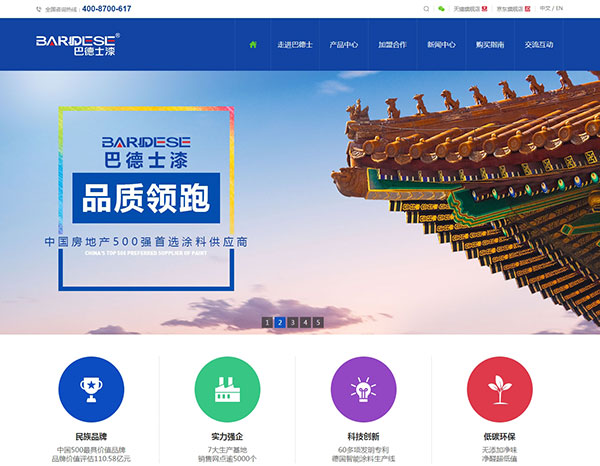 全国咨询热线：400-8700-617
天猫旗舰店
京东旗舰店
中文 / EN
BARDESE®
巴德士漆
走进巴德士
产品中心
加盟合作
新闻中心
购买指南
交流互动
BARDESE
巴德士漆
品质领跑
中国房地产500强首选涂料供应商
CHINA'S TOP 500 PREFERRED SUPPLIER OF PAINT
1 2 3 4 5
民族品牌
中国500最具价值品牌
品牌价值评估110.58亿元
实力强企
7大生产基地
销售网点逾5000个
科技创新
60多项发明专利
德国智能涂料生产线
低碳环保
无添加净味
净醛超低值